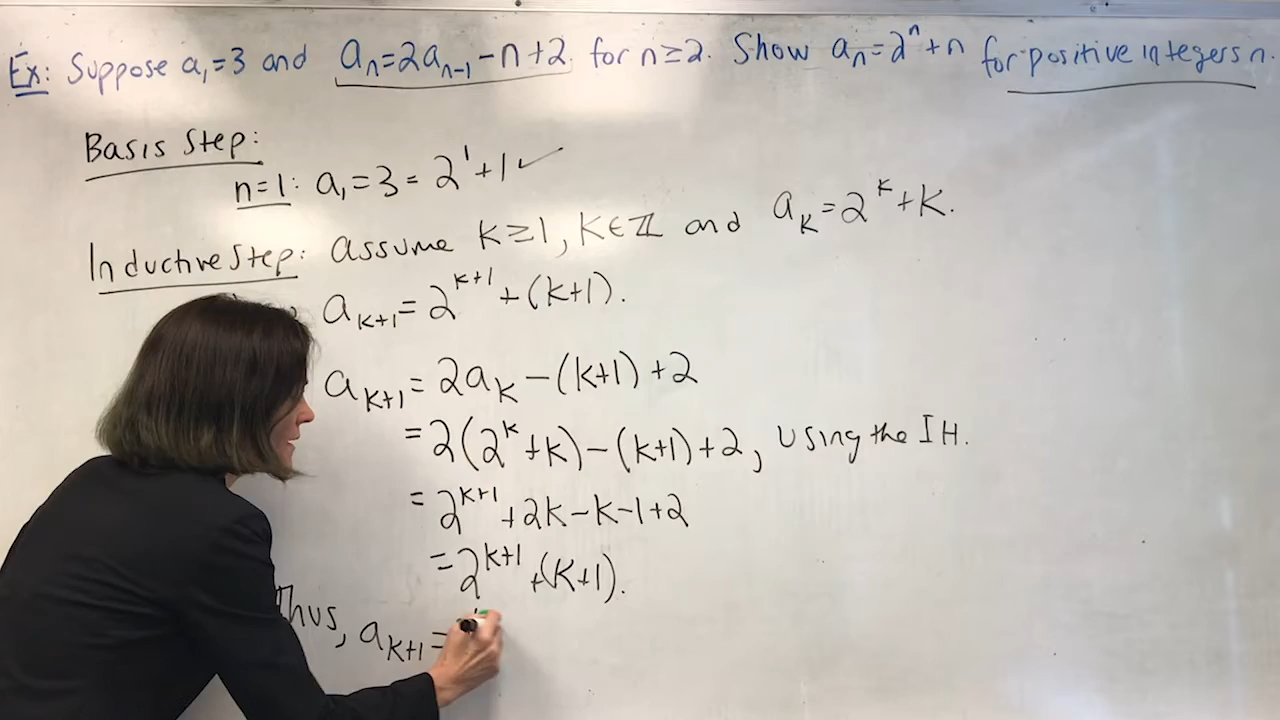 Ex: Suppose a₁=3 and aₙ=2aₙ₋₁-n+2 for n≥2. Show aₙ=2ⁿ+n for positive integers n.
Basis Step:
n=1: a₁=3=2¹+1 ✓
Inductive Step: Assume k≥1, k∈ℤ and aₖ=2ᵏ+k.
aₖ₊₁=2ᵏ⁺¹+(k+1).
aₖ₊₁=2aₖ-(k+1)+2
=2(2ᵏ+k)-(k+1)+2, using the IH.
=2ᵏ⁺¹+2k-k-1+2
=2ᵏ⁺¹+(k+1).
Thus, aₖ₊₁=